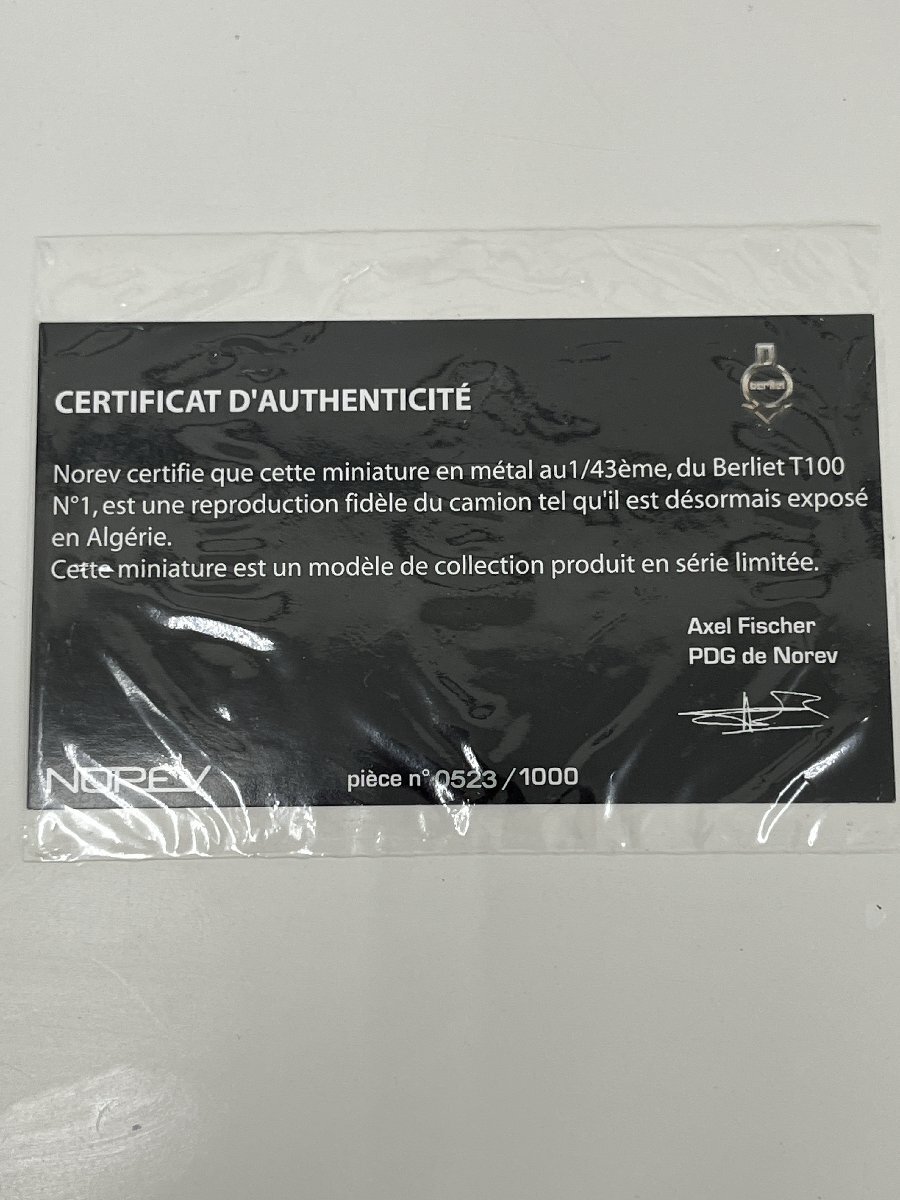 berliet
CERTIFICAT D'AUTHENTICITÉ
Norev certifie que cette miniature en métal au1/43ème, du Berliet T100
N°1, est une reproduction fidèle du camion tel qu'il est désormais exposé
en Algérie.
Cette miniature est un modèle de collection produit en série limitée.
Axel Fischer
PDG de Norev
NOREV
pièce n° 0523 /1000